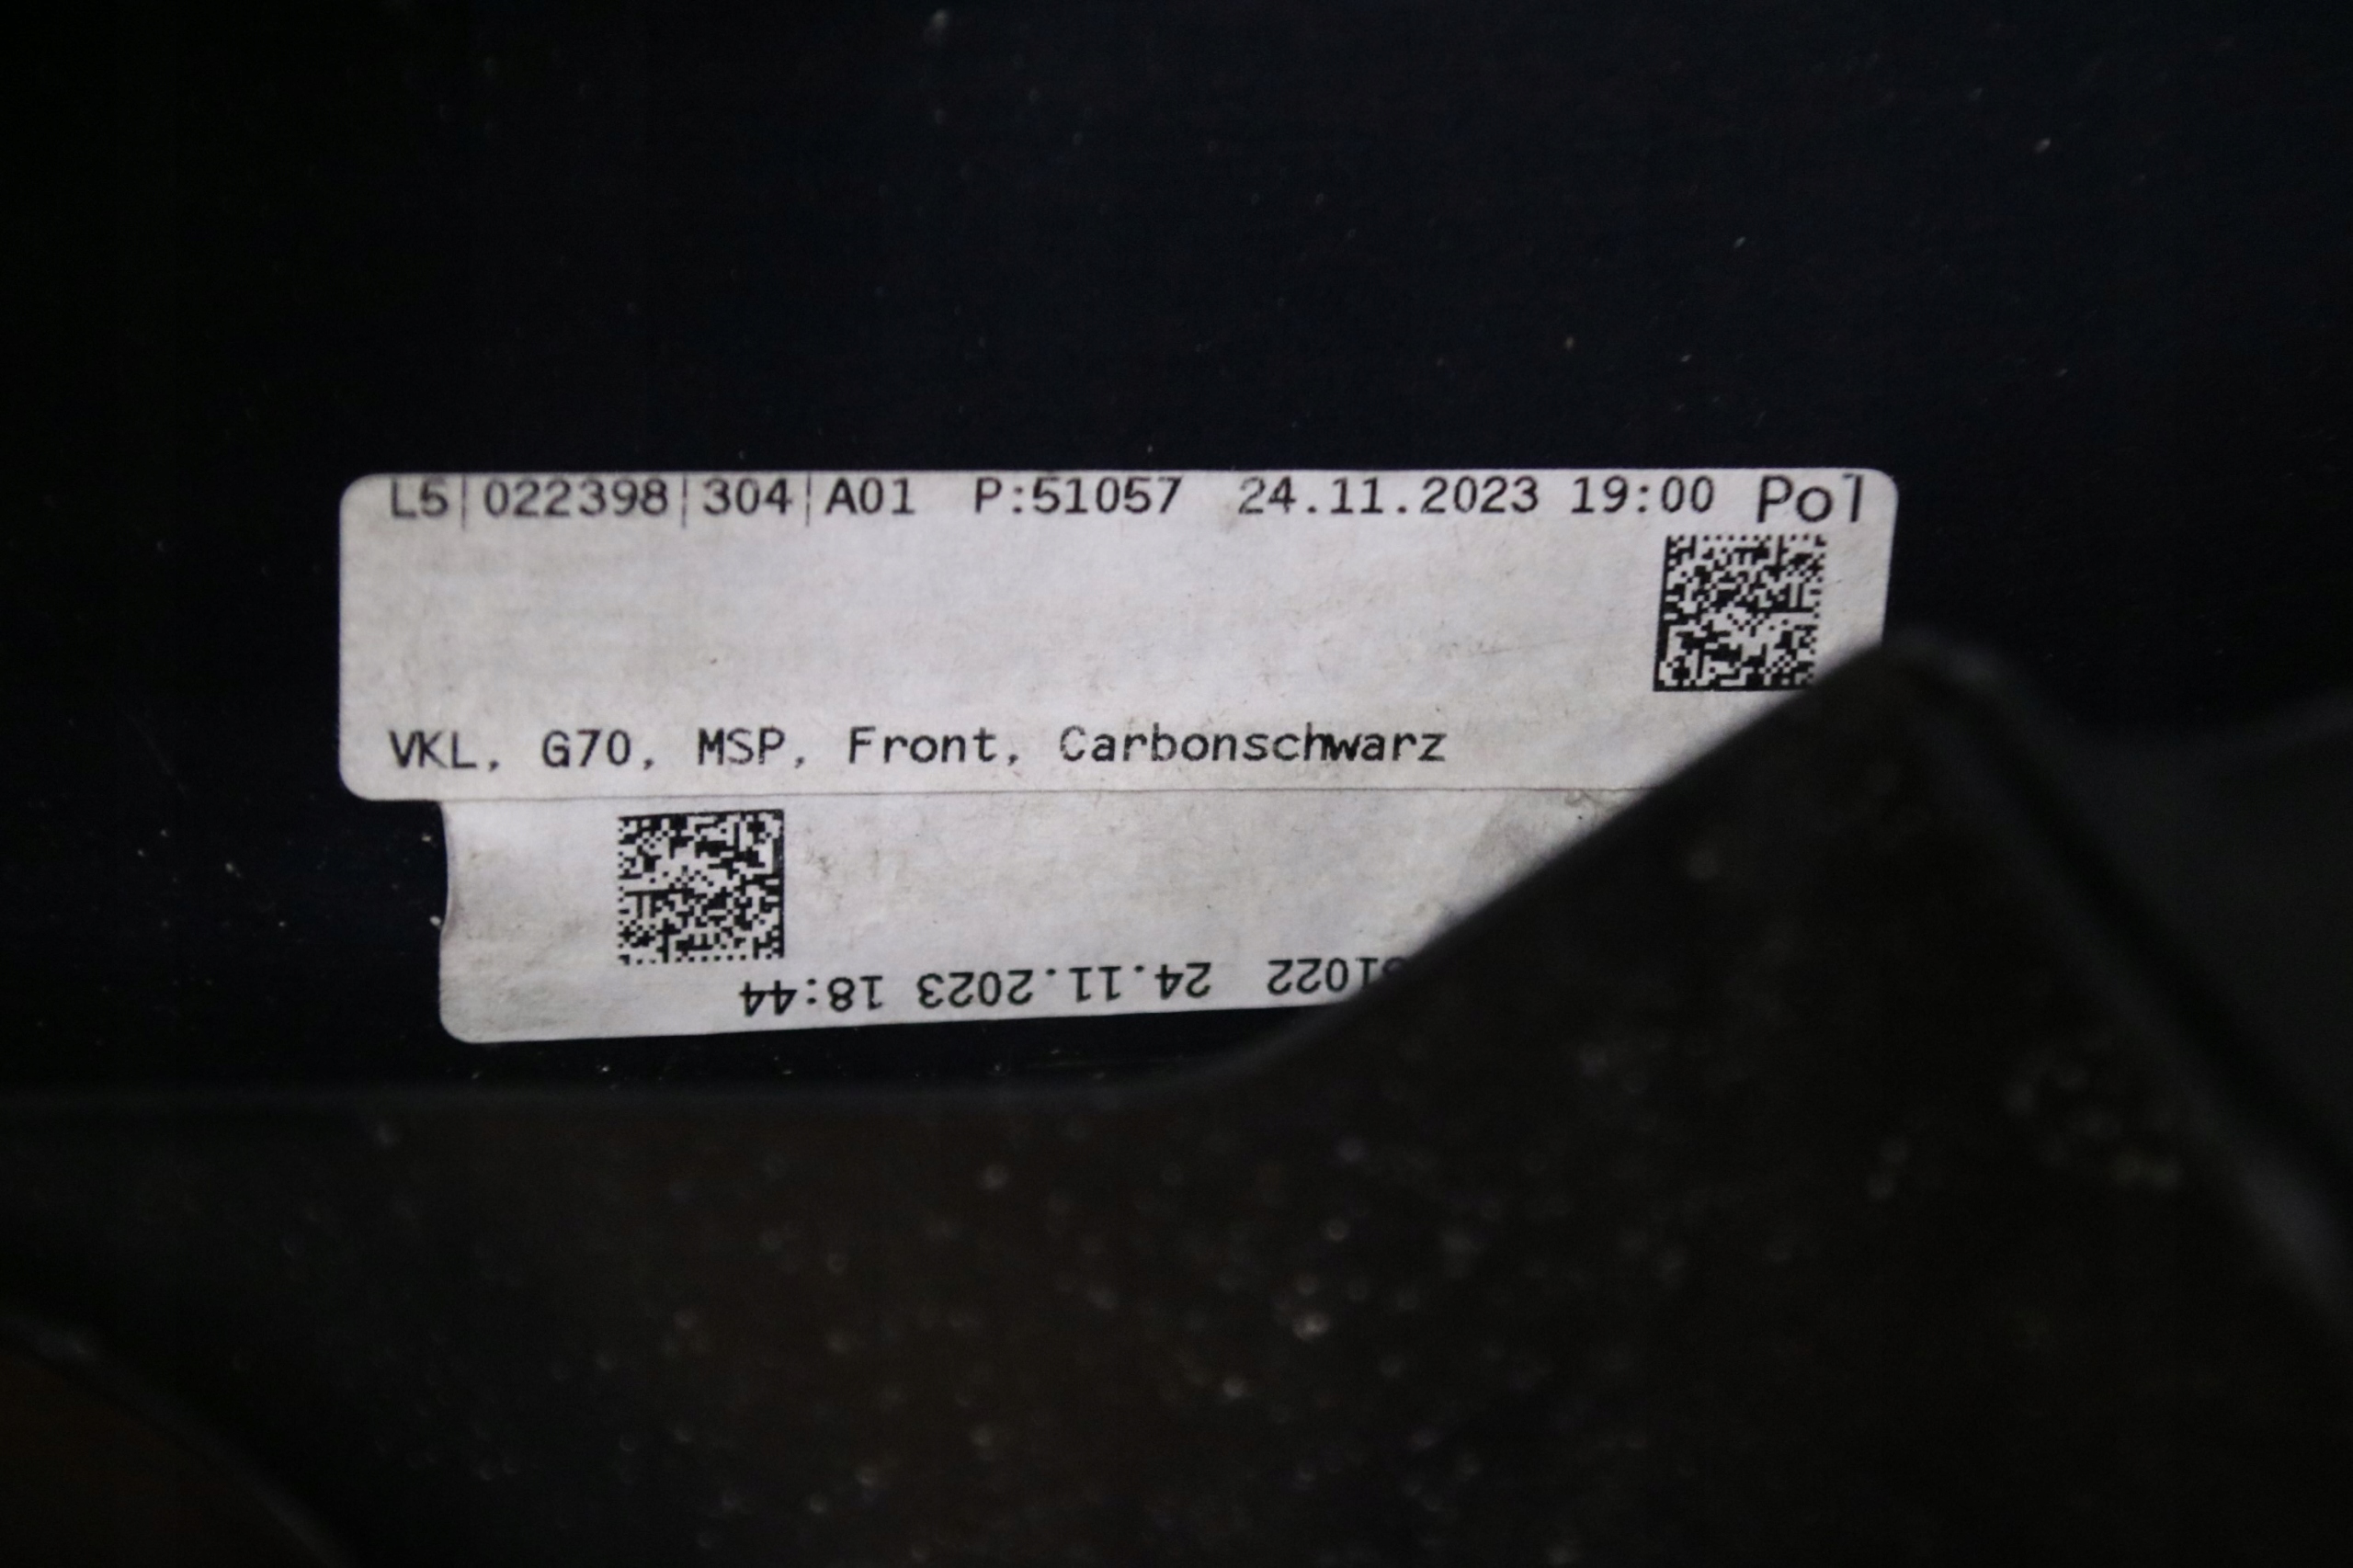 L5|022398|304|A01 P:51057 24.11.2023 19:00 Pol
VKL, G70, MSP, Front, Carbonschwarz
24.11.2023 18:44